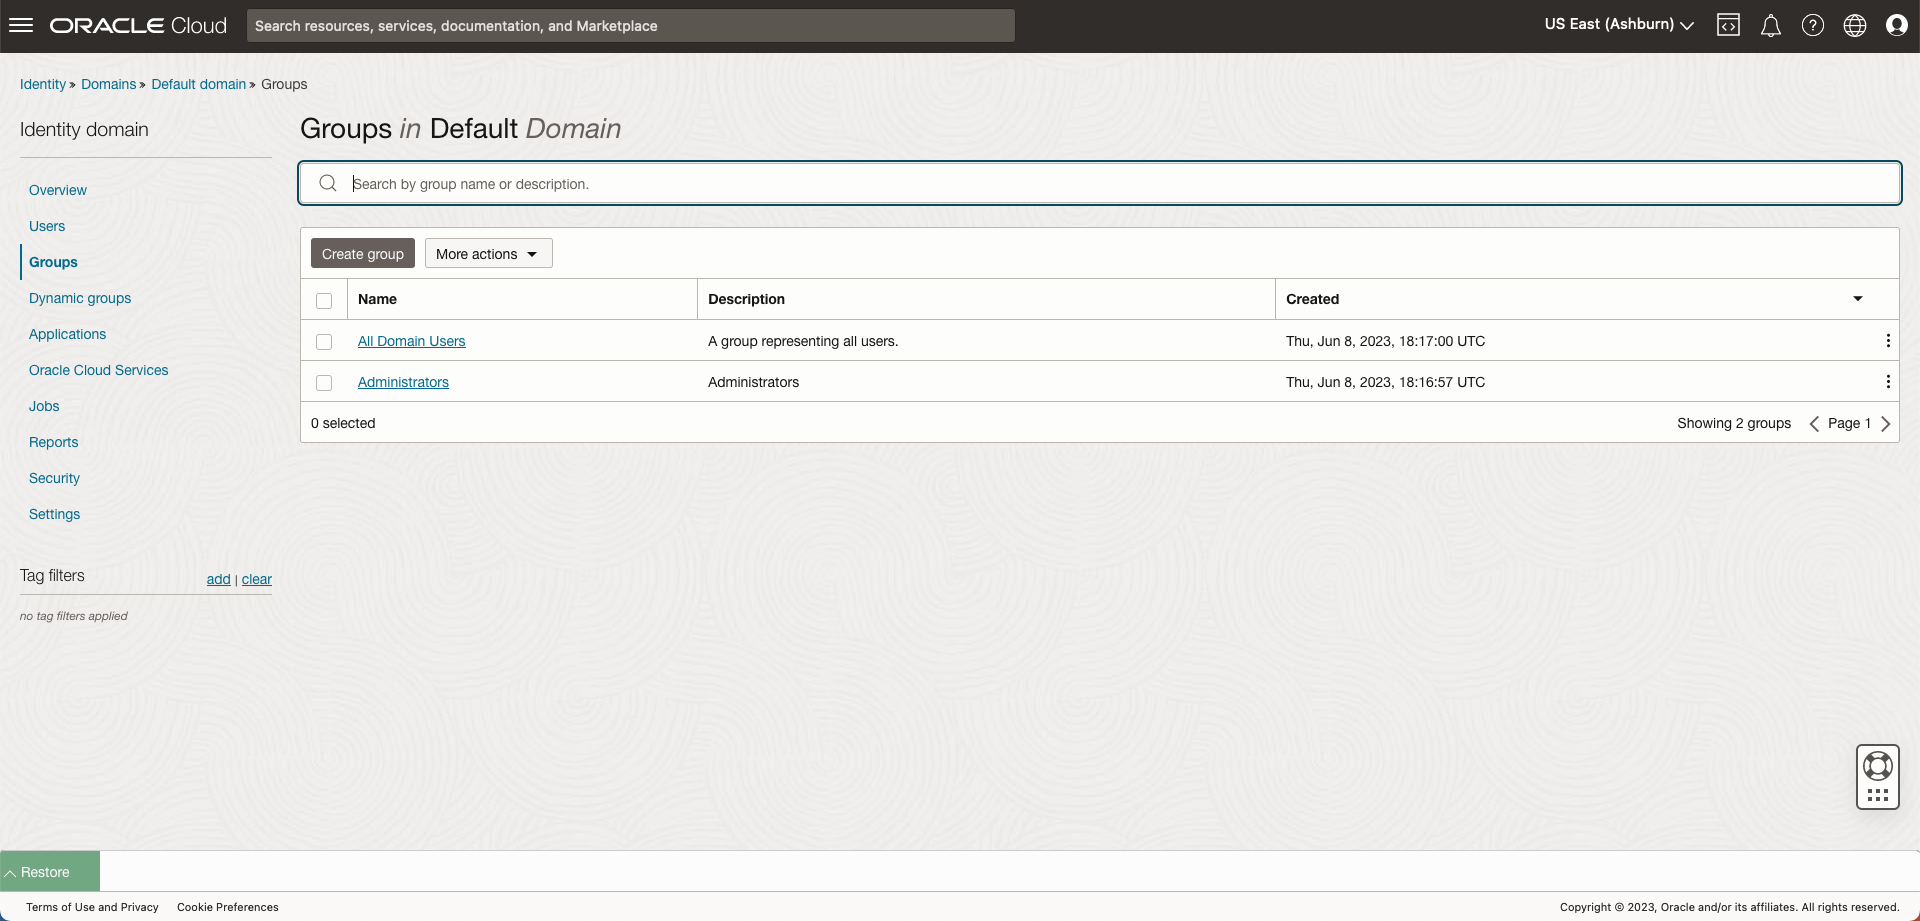 ORACLE Cloud
Search resources, services, documentation, and Marketplace
US East (Ashburn)
Identity » Domains » Default domain » Groups
Identity domain
Overview
Users
Groups
Dynamic groups
Applications
Oracle Cloud Services
Jobs
Reports
Security
Settings
Tag filters
add | clear
no tag filters applied
Groups in Default Domain
Search by group name or description.
Create group More actions
Name Description Created
All Domain Users A group representing all users. Thu, Jun 8, 2023, 18:17:00 UTC
Administrators Administrators Thu, Jun 8, 2023, 18:16:57 UTC
0 selected Showing 2 groups Page 1
Restore
Terms of Use and Privacy Cookie Preferences Copyright © 2023, Oracle and/or its affiliates. All rights reserved.